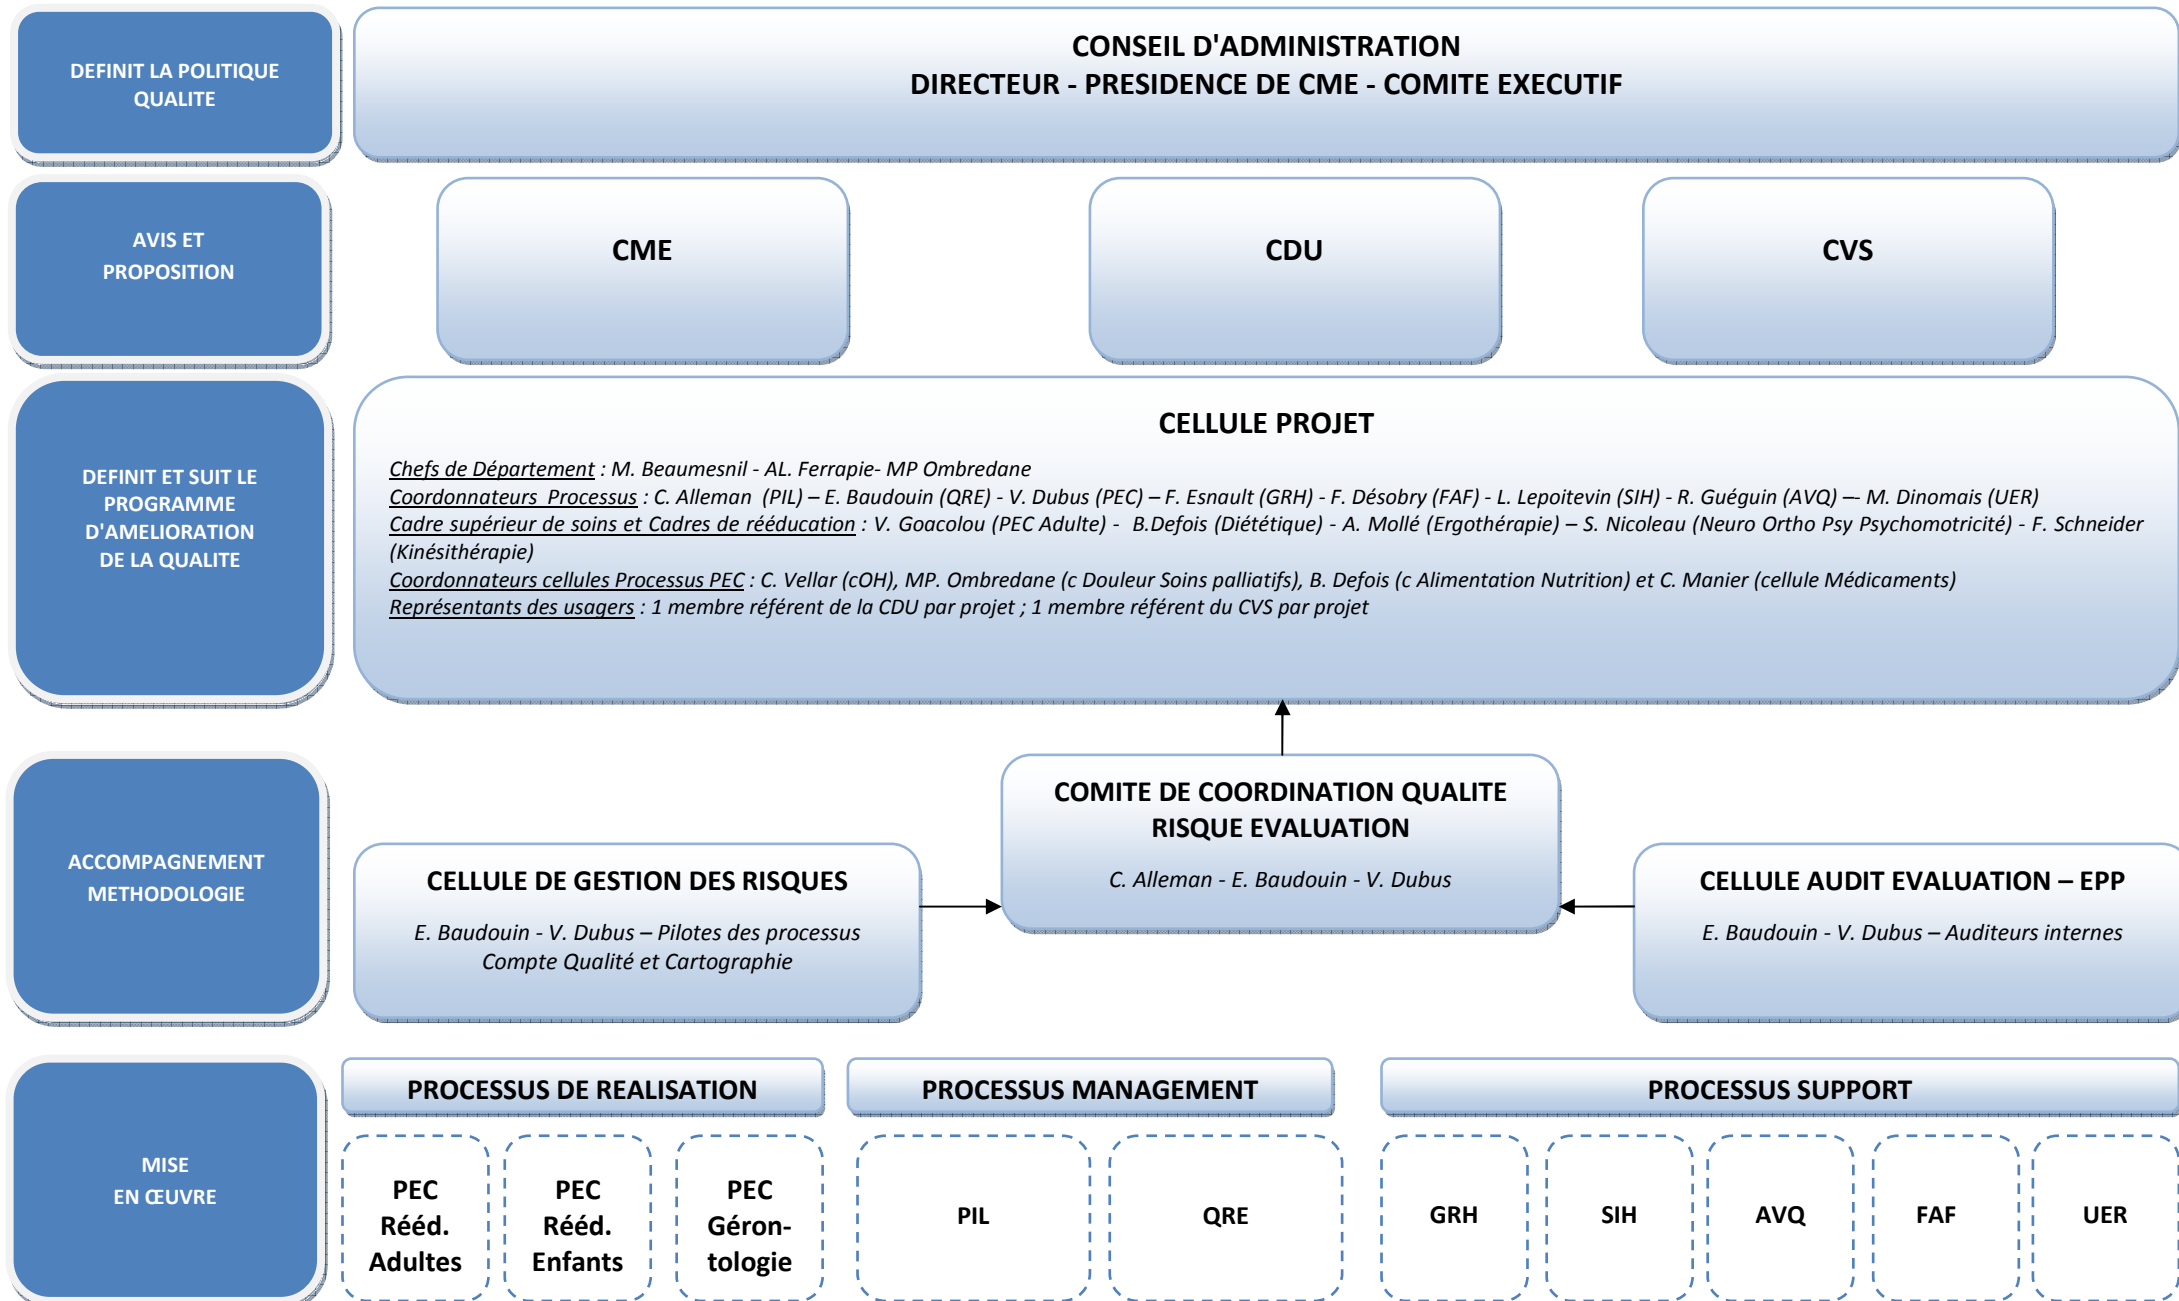 DEFINIT LA POLITIQUE
QUALITE
CONSEIL D'ADMINISTRATION
DIRECTEUR - PRESIDENCE DE CME - COMITE EXECUTIF
AVIS ET
PROPOSITION
CME
CDU
CVS
DEFINIT ET SUIT LE
PROGRAMME
D'AMELIORATION
DE LA QUALITE
CELLULE PROJET
Chefs de Département : M. Beaumesnil - AL. Ferrapie- MP Ombredane
Coordonnateurs Processus : C. Alleman (PIL) – E. Baudouin (QRE) - V. Dubus (PEC) – F. Esnault (GRH) - F. Désobry (FAF) - L. Lepoitevin (SIH) - R. Guéguin (AVQ) –- M. Dinomais (UER)
Cadre supérieur de soins et Cadres de rééducation : V. Goacolou (PEC Adulte) - B.Defois (Diététique) - A. Mollé (Ergothérapie) – S. Nicoleau (Neuro Ortho Psy Psychomotricité) - F. Schneider
(Kinésithérapie)
Coordonnateurs cellules Processus PEC : C. Vellar (cOH), MP. Ombredane (c Douleur Soins palliatifs), B. Defois (c Alimentation Nutrition) et C. Manier (cellule Médicaments)
Représentants des usagers : 1 membre référent de la CDU par projet ; 1 membre référent du CVS par projet
ACCOMPAGNEMENT
METHODOLOGIE
COMITE DE COORDINATION QUALITE
RISQUE EVALUATION
C. Alleman - E. Baudouin - V. Dubus
CELLULE DE GESTION DES RISQUES
E. Baudouin - V. Dubus – Pilotes des processus
Compte Qualité et Cartographie
CELLULE AUDIT EVALUATION – EPP
E. Baudouin - V. Dubus – Auditeurs internes
MISE
EN ŒUVRE
PROCESSUS DE REALISATION
PEC
Rééd.
Adultes
PEC
Rééd.
Enfants
PEC
Géron-
tologie
PROCESSUS MANAGEMENT
PIL
QRE
PROCESSUS SUPPORT
GRH
SIH
AVQ
FAF
UER